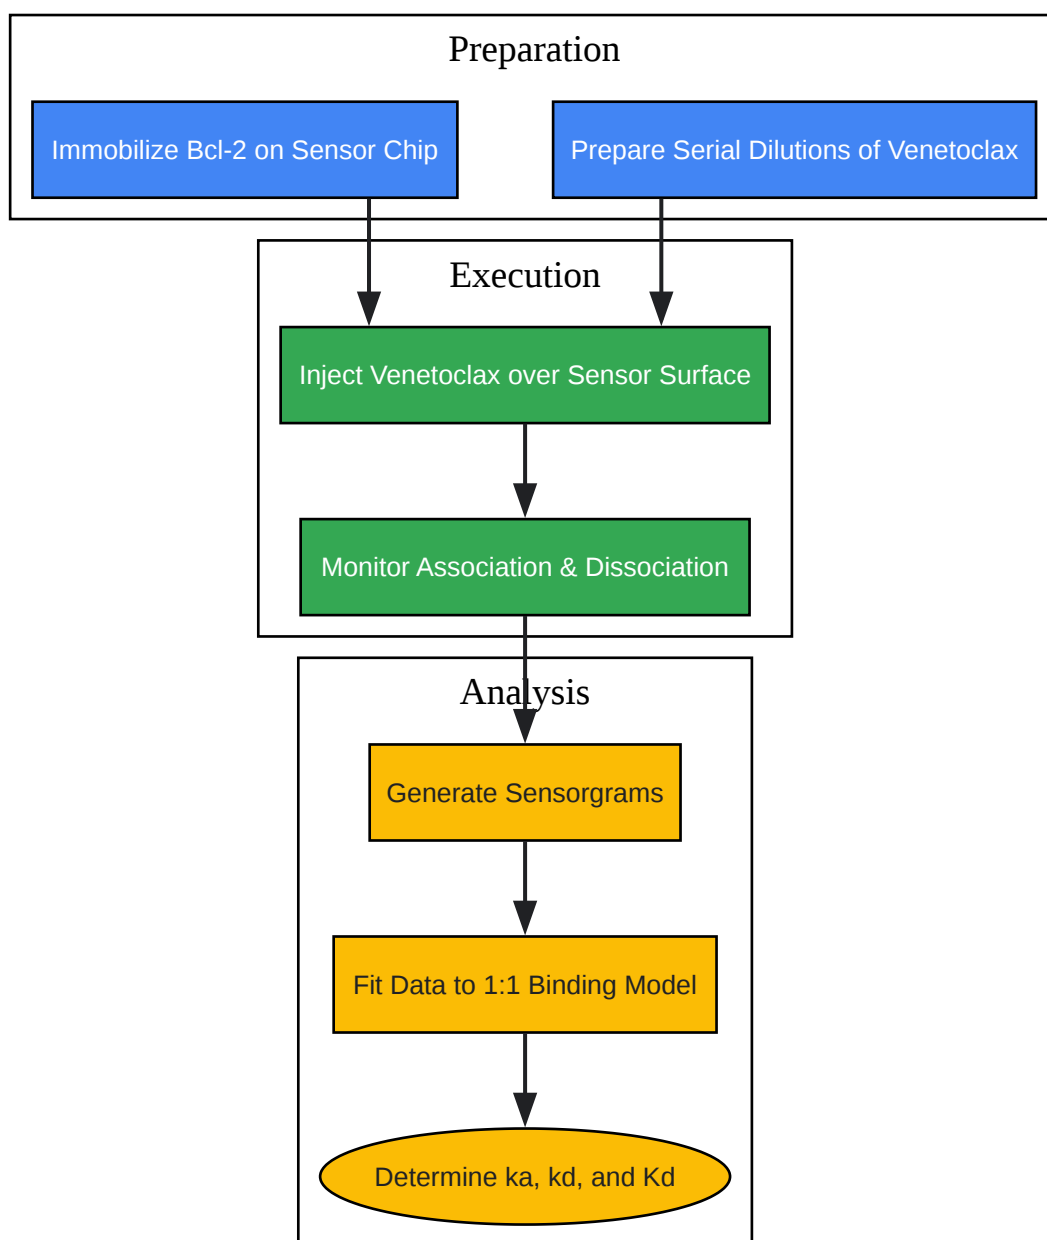 Preparation
Immobilize Bcl-2 on Sensor Chip
Prepare Serial Dilutions of Venetoclax
Execution
Inject Venetoclax over Sensor Surface
Monitor Association & Dissociation
Analysis
Generate Sensorgrams
Fit Data to 1:1 Binding Model
Determine ka, kd, and Kd